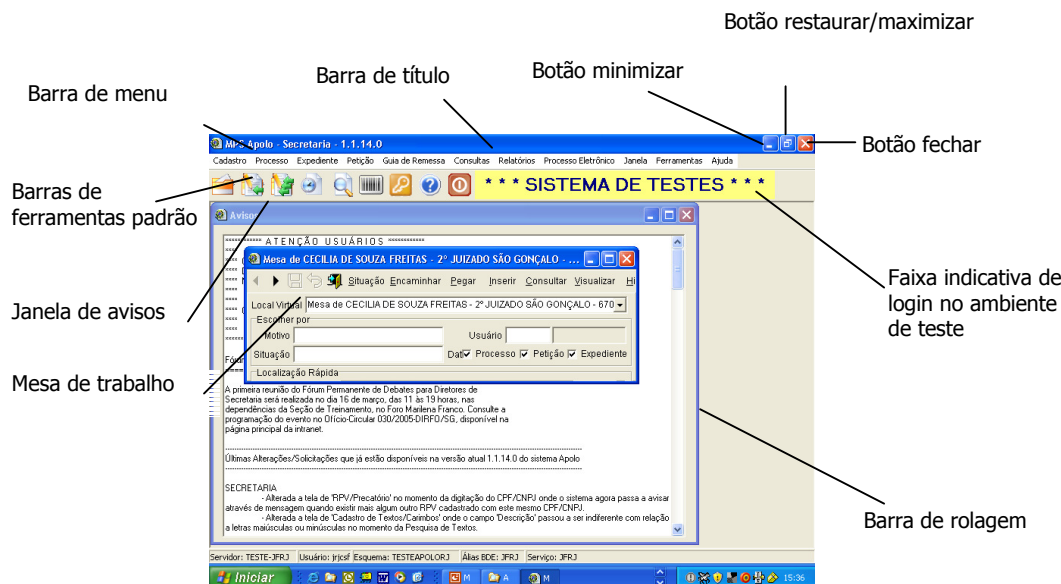 Botão restaurar/maximizar
Botão minimizar
Barra de título
Barra de menu
Botão fechar
MPS Apolo - Secretaria - 1.1.14.0
Cadastro Processo Expediente Petição Guia de Remessa Consultas Relatórios Processo Eletrônico Janela Ferramentas Ajuda
* * * SISTEMA DE TESTES * * *
Barras de
ferramentas padrão
Avisos
ATENÇÃO USUÁRIOS
Mesa de CECILIA DE SOUZA FREITAS - 2º JUIZADO SÃO GONÇALO - ...
Situação Encaminhar Pegar Inserir Consultar Visualizar Hi
Faixa indicativa de
login no ambiente
de teste
Janela de avisos
Local Virtual Mesa de CECILIA DE SOUZA FREITAS - 2º JUIZADO SÃO GONÇALO - 670
Escolher por
Motivo Usuário
Situação Dat Processo Petição Expediente
Localização Rápida
Mesa de trabalho
A primeira reunião do Fórum Permanente de Debates para Diretores de
Secretaria será realizada no dia 16 de março, das 11 às 19 horas, nas
dependências da Seção de Treinamento, no Foro Marilena Franco. Consulte a
programação do evento no Ofício-Circular 030/2005-DIRFO/SG, disponível na
página principal da intranet.
Últimas Alterações/Solicitações que já estão disponíveis na versão atual 1.1.14.0 do sistema Apolo
SECRETARIA
- Alterada a tela de 'RPV/Precatório' no momento da digitação do CPF/CNPJ onde o sistema agora passa a avisar
através de mensagem quando existir mais algum outro RPV cadastrado com este mesmo CPF/CNPJ.
- Alterada a tela de 'Cadastro de Textos/Carimbos' onde o campo 'Descrição' passou a ser indiferente com relação
a letras maiúsculas ou minúsculas no momento da Pesquisa de Textos.
Barra de rolagem
Servidor: TESTE-JFRJ Usuário: jrjcsf Esquema: TESTEAPOLORJ Álias BDE: JFRJ Serviço: JFRJ
Iniciar M A M 15:36